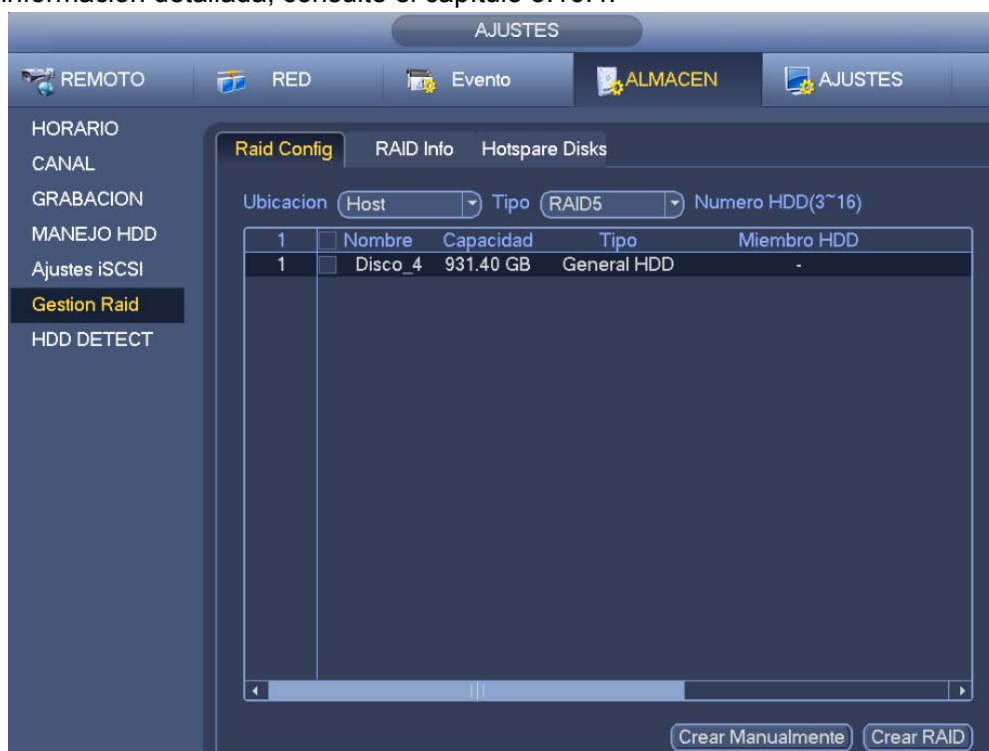 información detallada, consulte el capítulo
AJUSTES
REMOTO RED Evento ALMACEN AJUSTES
HORARIO
CANAL
GRABACION
MANEJO HDD
Ajustes iSCSI
Gestion Raid
HDD DETECT
Raid Config RAID Info Hotspare Disks
Ubicacion Host Tipo RAID5 Numero HDD(3~16)
1 Nombre Capacidad Tipo Miembro HDD
1 Disco_4 931.40 GB General HDD -
Crear Manualmente Crear RAID